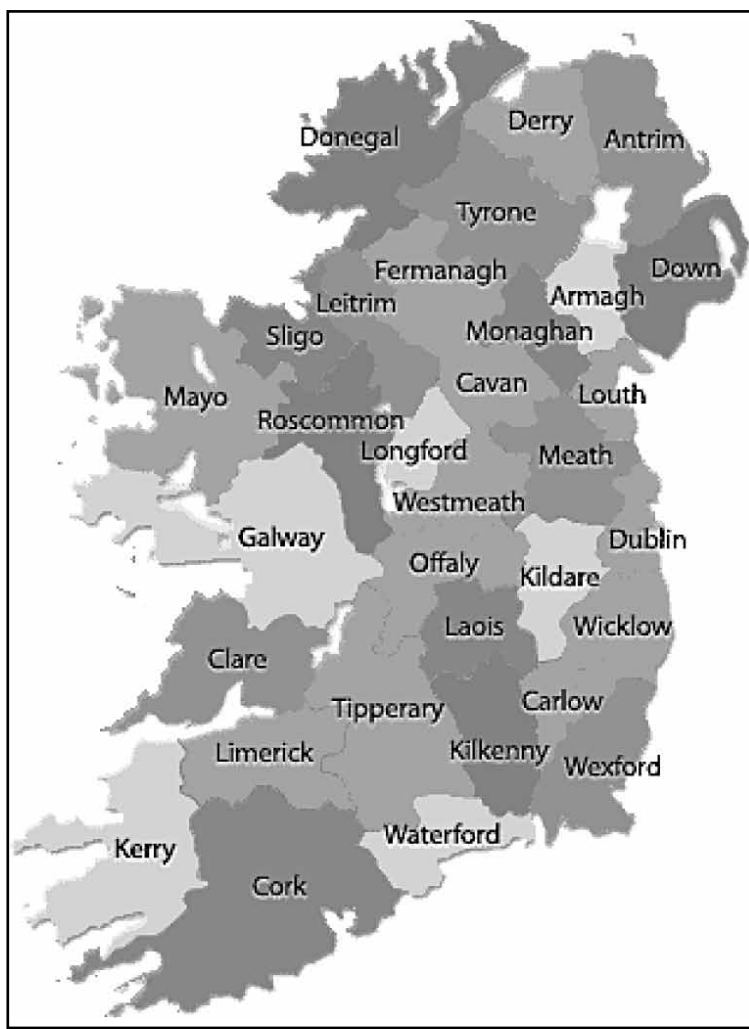 Derry
Donegal
Antrim
Tyrone
Fermanagh
Down
Armagh
Leitrim
Monaghan
Sligo
Cavan
Louth
Mayo
Roscommon
Longford
Meath
Westmeath
Galway
Dublin
Offaly
Kildare
Laois
Wicklow
Clare
Carlow
Tipperary
Limerick
Kilkenny
Wexford
Waterford
Kerry
Cork